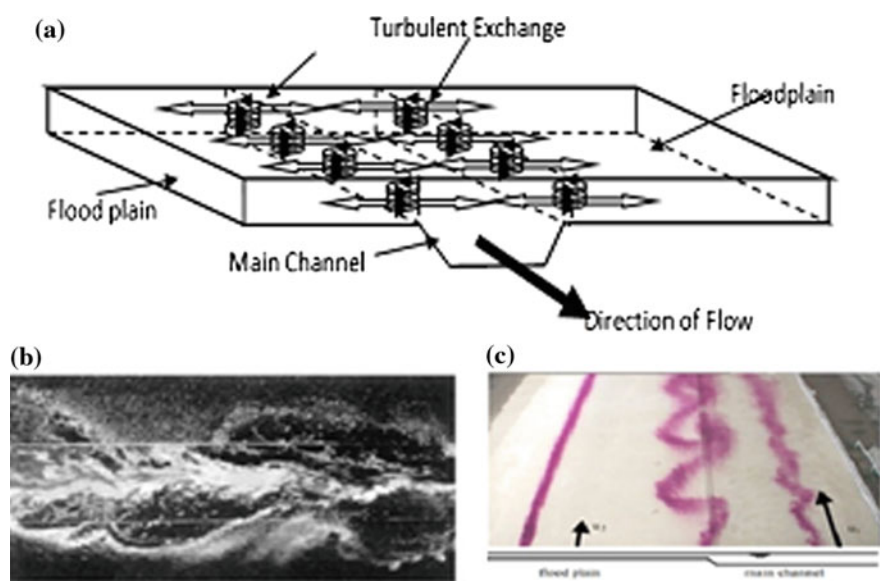 (a)
Turbulent Exchange
Floodplain
Flood plain
Main Channel
Direction of Flow
(b)
(c)
flood plain
main channel